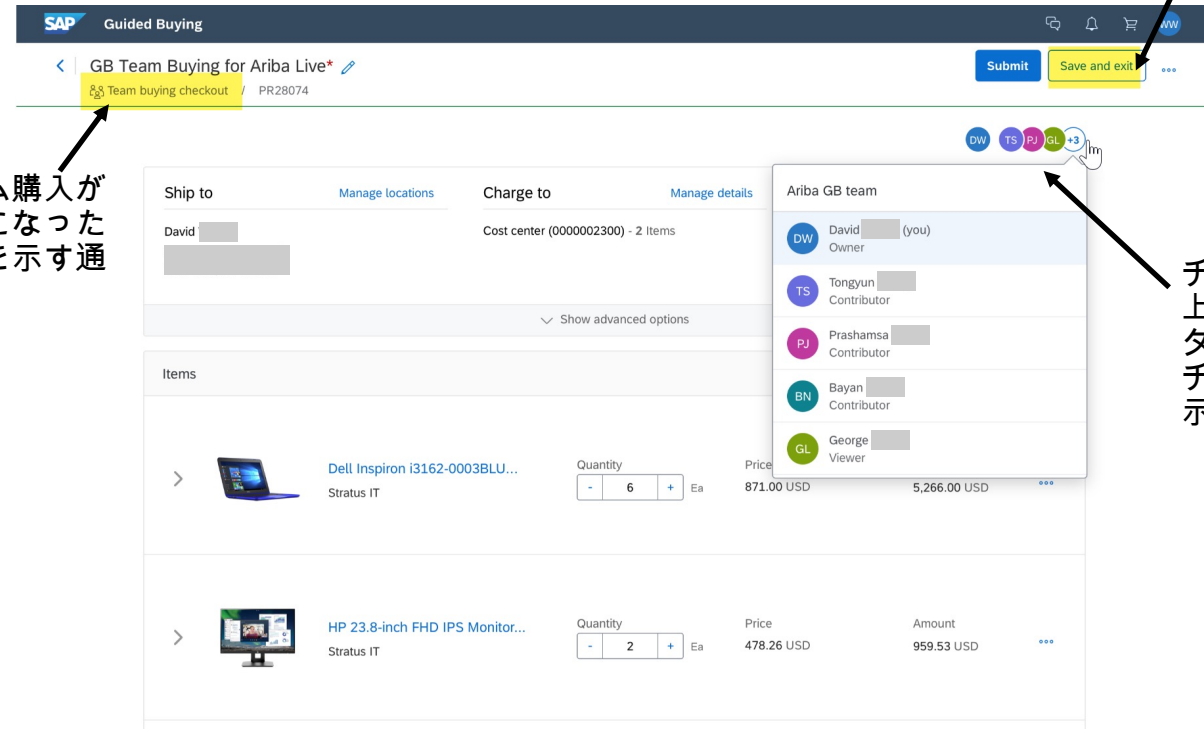 SAP Guided Buying WW
GB Team Buying for Ariba Live*
Submit
Save and exit
Team buying checkout / PR28074
DW TS PJ GL +3
購入が
になった
を示す通
Ship to
Manage locations
Charge to
Manage details
David
Cost center (0000002300) - 2 Items
Show advanced options
Ariba GB team
DW David (you)
Owner
TS Tongyun
Contributor
PJ Prashamsa
Contributor
BN Bayan
Contributor
GL George
Viewer
チ
上
タ
チ
示
Items
Dell Inspiron i3162-0003BLU...
Stratus IT
Quantity
- 6 + Ea
Price
871.00 USD
5,266.00 USD
HP 23.8-inch FHD IPS Monitor...
Stratus IT
Quantity
- 2 + Ea
Price
478.26 USD
Amount
959.53 USD